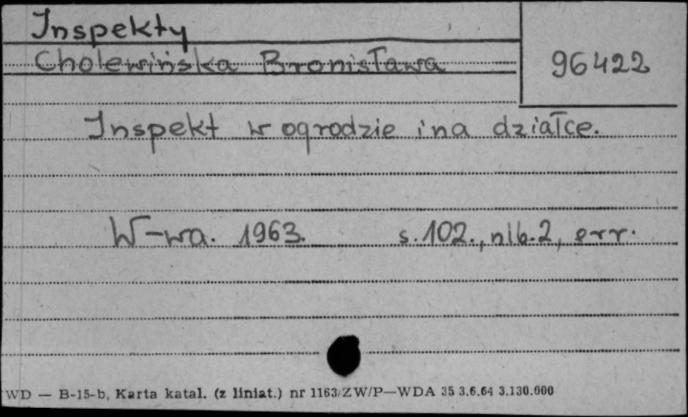 Inspekty
Cholewińska Bronisława
96422
Inspekt w ogrodzie i na działce.
W-wa. 1963. s.102., nlb.2, err.
WD — B-15-b, Karta katal. (z liniat.) nr 1163/ZW/P—WDA 35 3.6.64 3.130.000